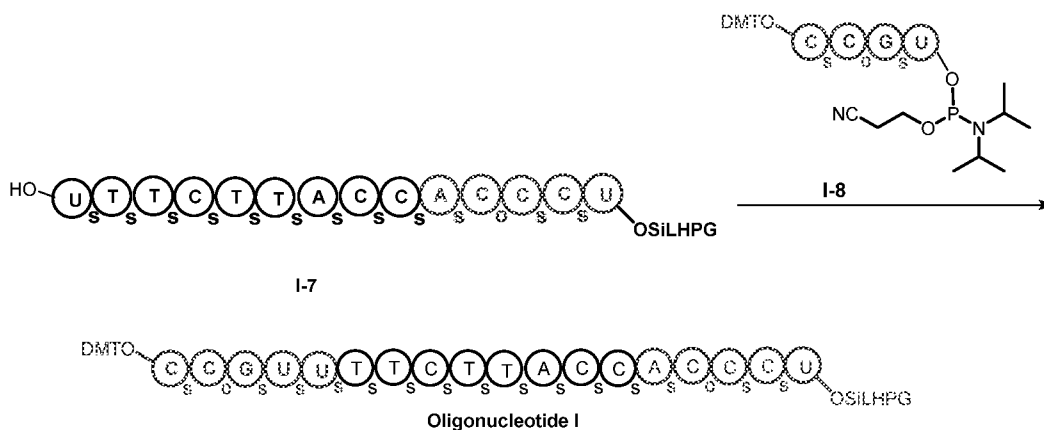 DMTO
C C G U
S O S
O
P
NC
O
N
I-8
HO
U T T C T T A C C A C C C U
S S S S S S S S S S O S S
OSiLHPG
I-7
DMTO
C C G U U T T C T T A C C A C C C U
S O S S S S S S S S S S S S O S S
OSiLHPG
Oligonucleotide I